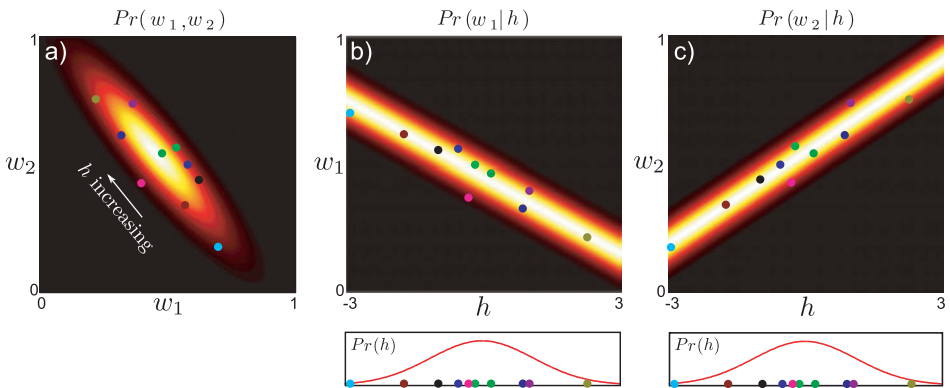 Pr(w₁,w₂)
a)
1
w₂
h increasing
0
0
w₁
1
Pr(w₁|h)
b)
1
w₁
0
-3
h
3
Pr(h)
Pr(w₂|h)
c)
1
w₂
0
-3
h
3
Pr(h)